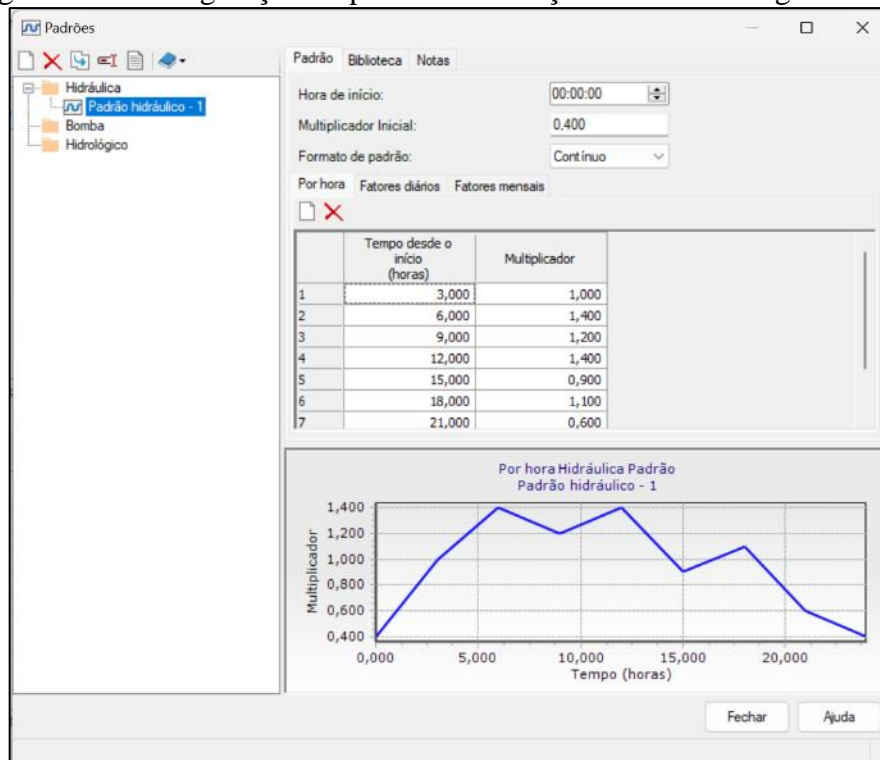 Padrões
Padrão Biblioteca Notas
Hidráulica
Padrão hidráulico - 1
Bomba
Hidrológico
Hora de início: 00:00:00
Multiplicador Inicial: 0,400
Formato de padrão: Contínuo
Por hora Fatores diários Fatores mensais
Tempo desde o
início
(horas)
Multiplicador
1 3,000 1,000
2 6,000 1,400
3 9,000 1,200
4 12,000 1,400
5 15,000 0,900
6 18,000 1,100
7 21,000 0,600
Por hora Hidráulica Padrão
Padrão hidráulico - 1
Multiplicador
1,400
1,200
1,000
0,800
0,600
0,400
0,000 5,000 10,000 15,000 20,000
Tempo (horas)
Fechar Ajuda